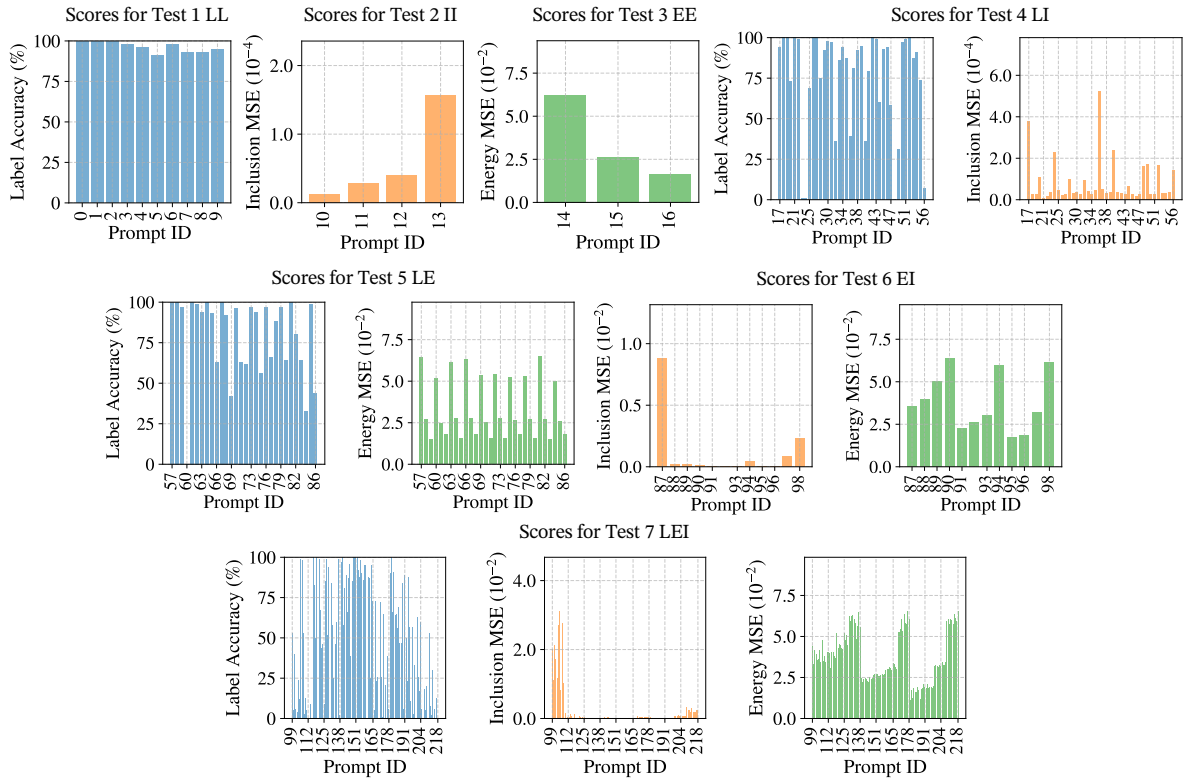 Scores for Test 1 LL
Label Accuracy (%)
100
75
50
25
0
0 1 2 3 4 5 6 7 8 9
Prompt ID
Scores for Test 2 II
Inclusion MSE (10⁻⁴)
2.0
1.0
0.0
10 11 12 13
Prompt ID
Scores for Test 3 EE
Energy MSE (10⁻²)
7.5
5.0
2.5
0.0
14 15 16
Prompt ID
Scores for Test 4 LI
Label Accuracy (%)
100
75
50
25
0
17 21 25 30 34 38 43 47 51 56
Prompt ID
Inclusion MSE (10⁻⁴)
6.0
4.0
2.0
0.0
17 21 25 30 34 38 43 47 51 56
Prompt ID
Scores for Test 5 LE
Label Accuracy (%)
100
75
50
25
0
57 60 63 66 69 73 76 79 82 86
Prompt ID
Energy MSE (10⁻²)
7.5
5.0
2.5
0.0
57 60 63 66 69 73 76 79 82 86
Prompt ID
Scores for Test 6 EI
Inclusion MSE (10⁻²)
1.0
0.5
0.0
87 88 89 90 91 93 94 95 96 98
Prompt ID
Energy MSE (10⁻²)
7.5
5.0
2.5
0.0
87 88 89 90 91 93 94 95 96 98
Prompt ID
Scores for Test 7 LEI
Label Accuracy (%)
100
75
50
25
0
99 112 125 138 151 165 178 191 204 218
Prompt ID
Inclusion MSE (10⁻²)
4.0
2.0
0.0
99 112 125 138 151 165 178 191 204 218
Prompt ID
Energy MSE (10⁻²)
7.5
5.0
2.5
0.0
99 112 125 138 151 165 178 191 204 218
Prompt ID